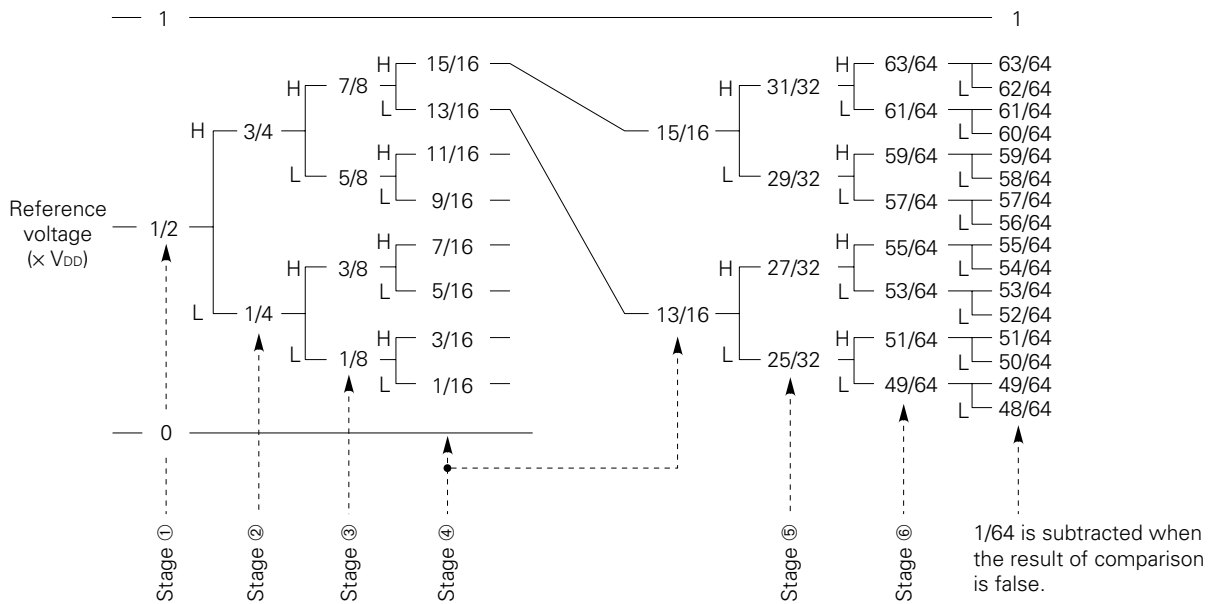 1 1
H 15/16 H 63/64 63/64
H 7/8 H 31/32 L 62/64
L 13/16 L 61/64 61/64
H 3/4 15/16 L 60/64
H 11/16 H 59/64 59/64
L 5/8 L 29/32 L 58/64
L 9/16 L 57/64 57/64
Reference
voltage
(× VDD)
1/2 L 56/64
H 7/16 H 55/64 55/64
H 3/8 H 27/32 L 54/64
L 5/16 L 53/64 53/64
L 1/4 13/16 L 52/64
H 3/16 H 51/64 51/64
L 1/8 L 25/32 L 50/64
L 1/16 L 49/64 49/64
L 48/64
0
Stage ①
Stage ②
Stage ③
Stage ④
Stage ⑤
Stage ⑥
1/64 is subtracted when
the result of comparison
is false.